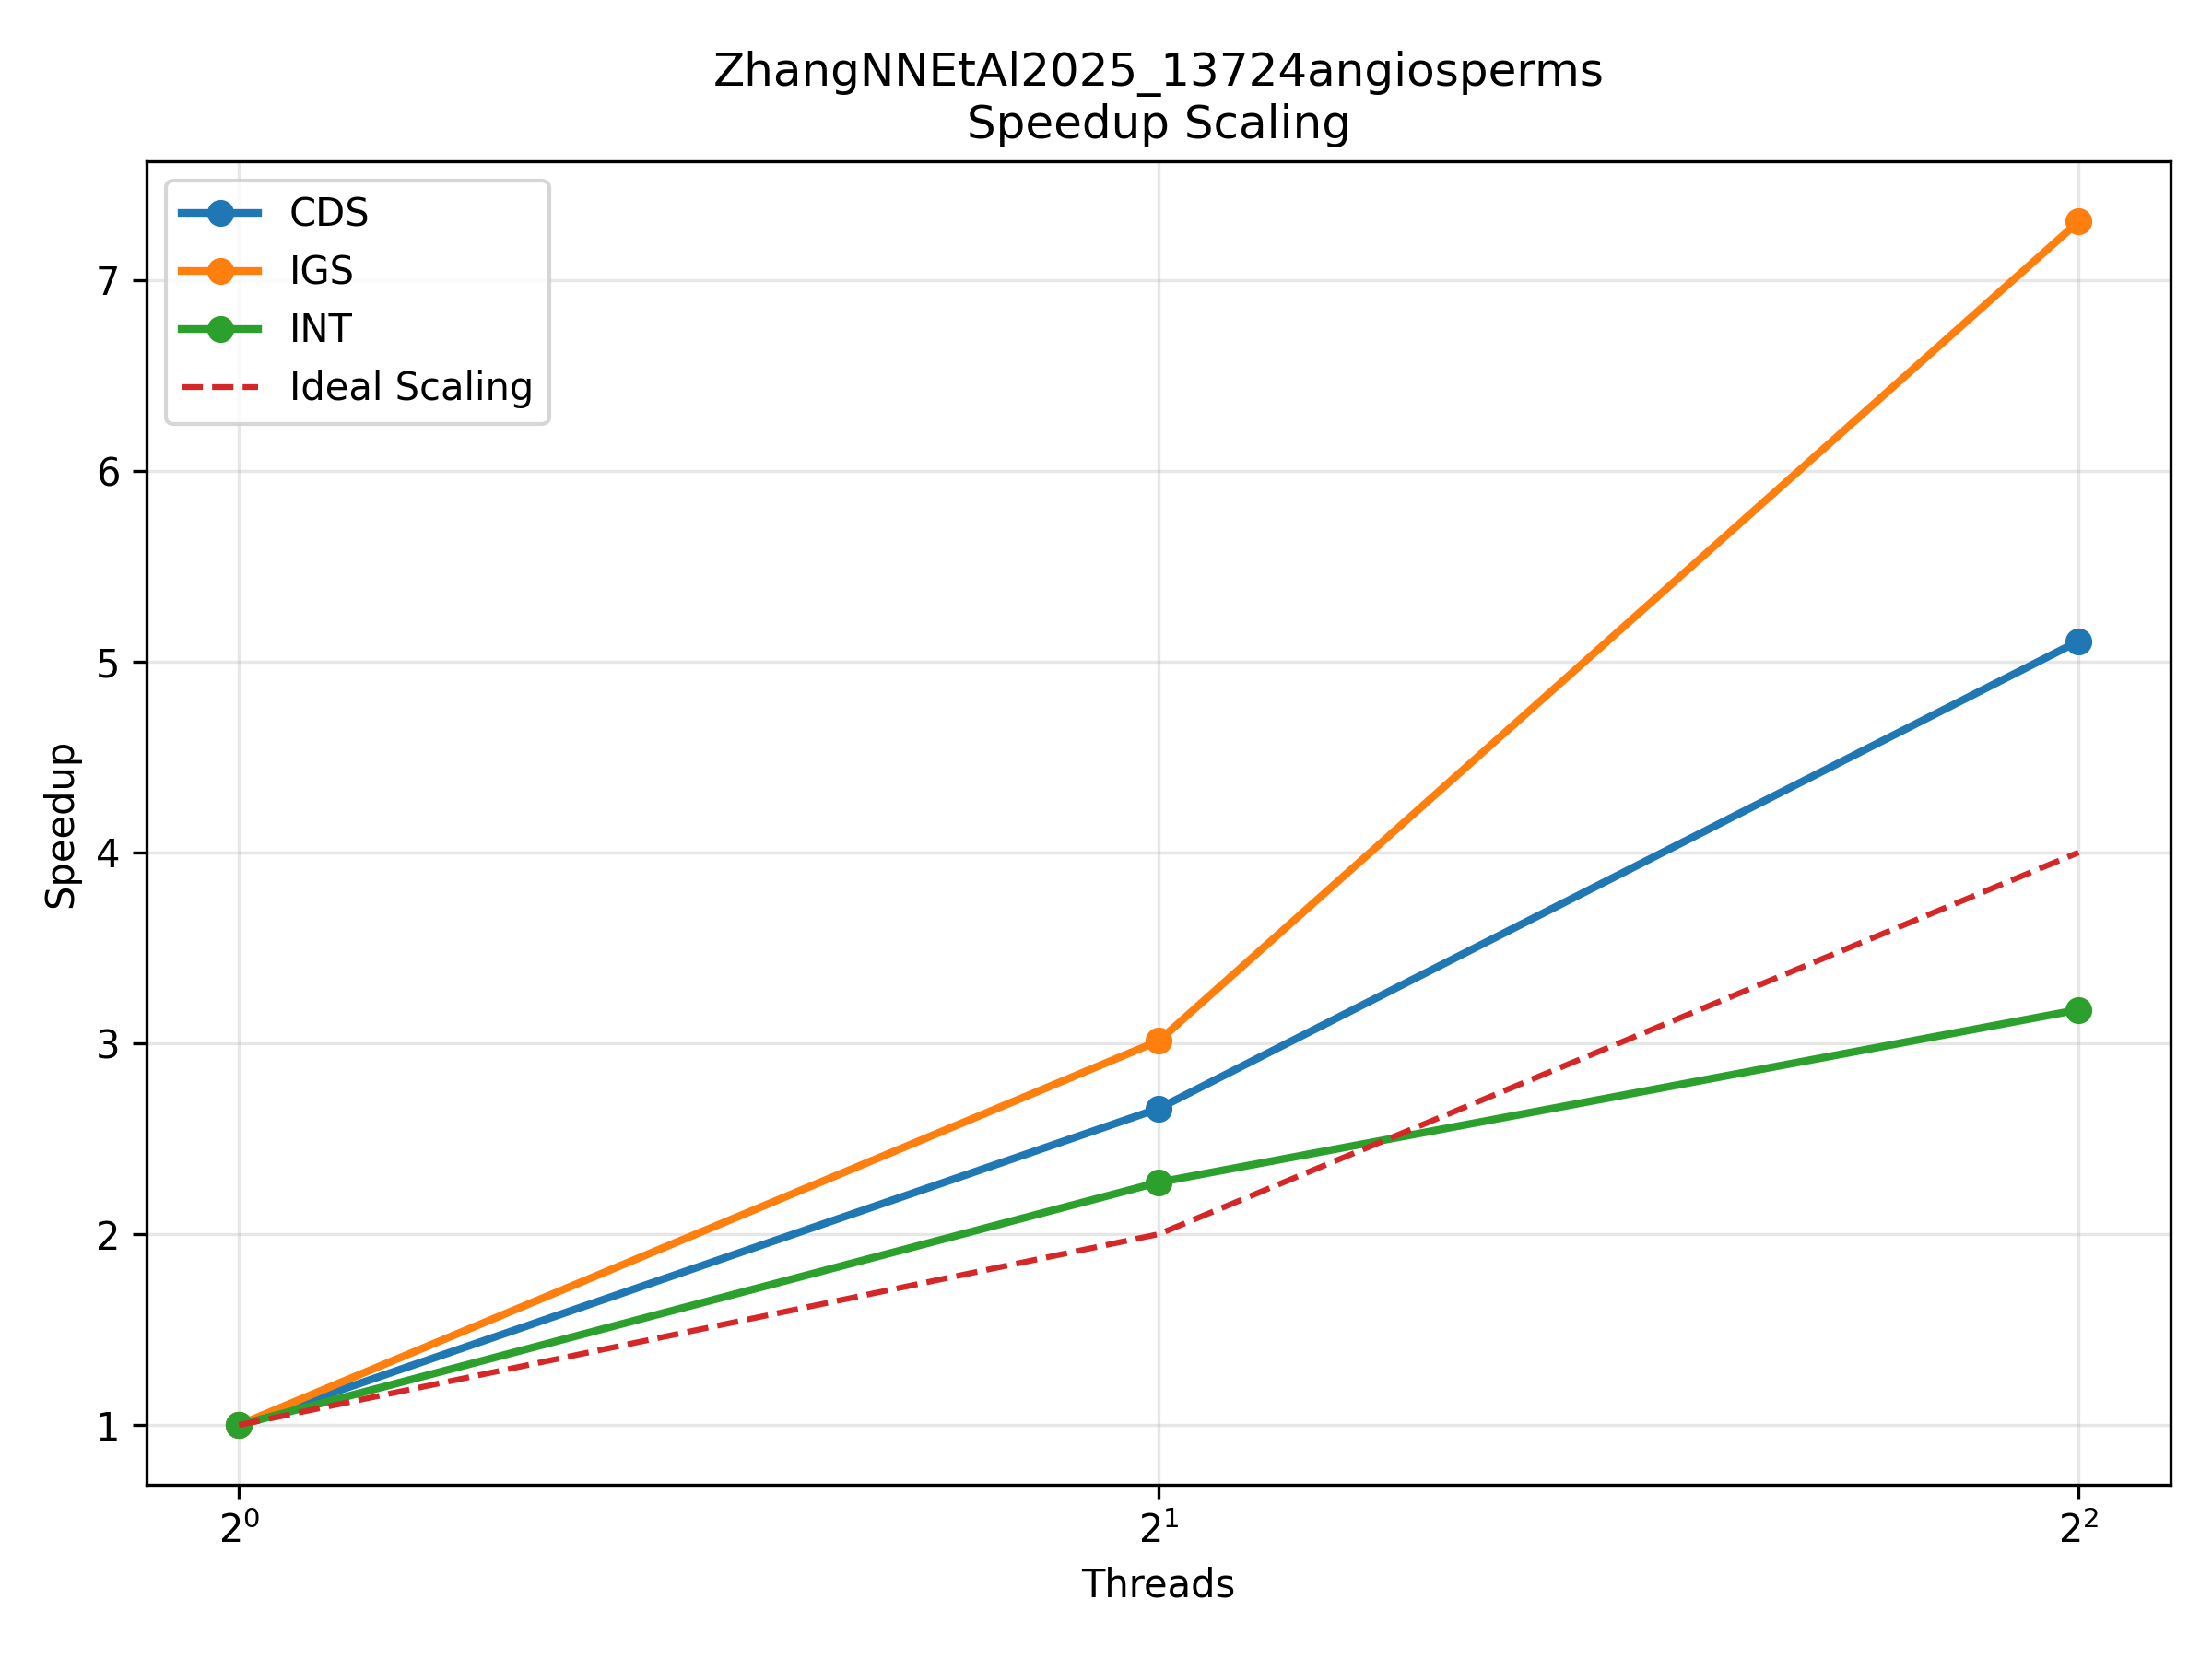 ZhangNNEtAl2025_13724angiosperms
Speedup Scaling
CDS
IGS
INT
Ideal Scaling
7
6
5
4
3
2
1
Speedup
2⁰
2¹
2²
Threads